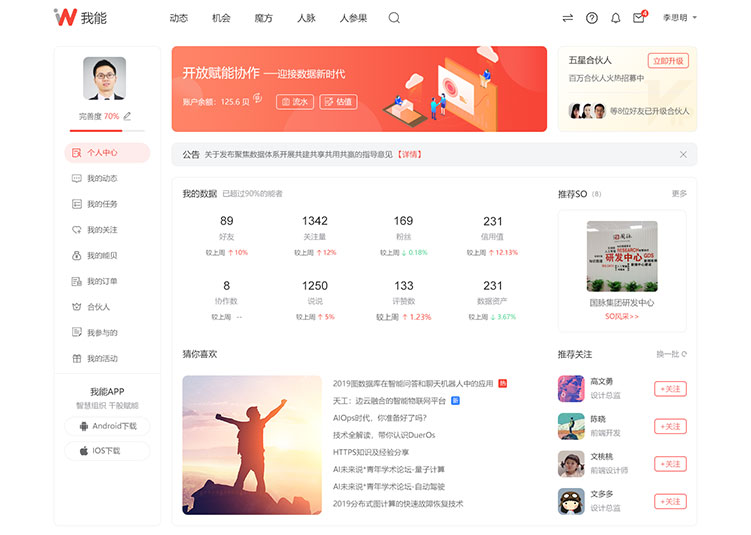 我能
动态 机会 魔方 人脉 人参果
4
李思明
完善度 70%
个人中心
我的动态
我的任务
我的关注
我的能贝
我的订单
合伙人
我参与的
我的活动
我能APP
智慧组织 干般赋能
Android下载
IOS下载
开放赋能协作 —迎接数据新时代
账户余额: 125.6 贝
流水 估值
五星合伙人 立即升级
百万合伙人火热招募中
等8位好友已升级合伙人
公告 关于发布聚焦数据体系开展共建共享共用共赢的指导意见【详情】
我的数据 已超过90%的能者
89 1342 169 231
好友 关注量 粉丝 信用值
较上周 ↑ 10% 较上周 ↑ 12% 较上周 ↓ 0.18% 较上周 ↑ 12.13%
8 1250 133 231
协作数 说说 评赞数 数据资产
较上周 -- 较上周 ↑ 5% 较上周 ↑ 1.23% 较上周 ↓ 3.67%
推荐SO (8) 更多
研发中心
国脉集团研发中心
SO风采>>
猜你喜欢
2019图数据库在智能问答和聊天机器人中的应用 热
天工：边云融合的智能物联网平台 新
AIOps时代，你准备好了吗?
技术全解读，带你认识DuerOs
HTTPS知识及经验分享
AI未来说*青年学术论坛-量子计算
AI未来说*青年学术论坛-自动驾驶
2019分布式图计算的快速故障恢复技术
推荐关注 换一批
高文勇
设计总监
+关注
陈晓
前端开发
+关注
文桃桃
前端设计师
+关注
文多多
设计总监
+关注